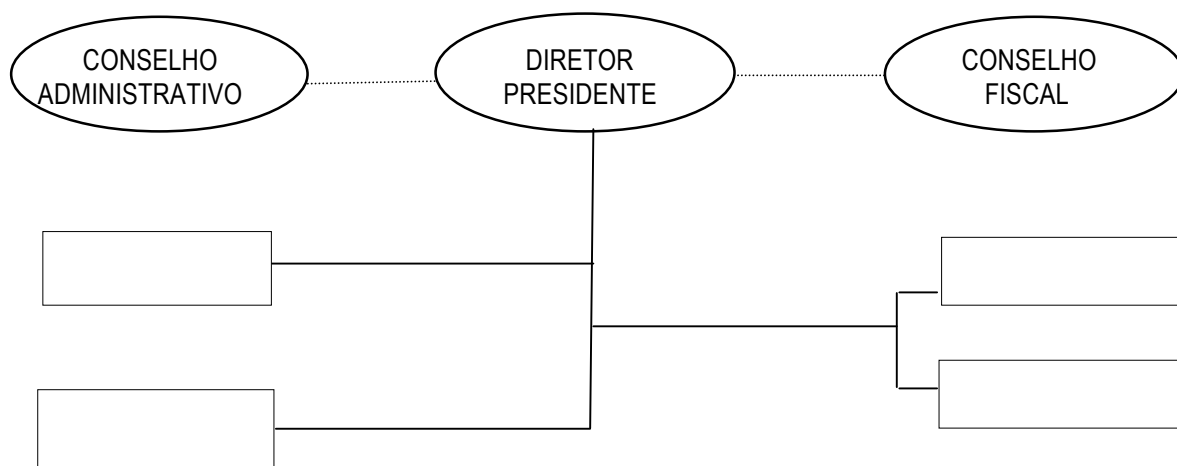 CONSELHO
ADMINISTRATIVO
DIRETOR
PRESIDENTE
CONSELHO
FISCAL